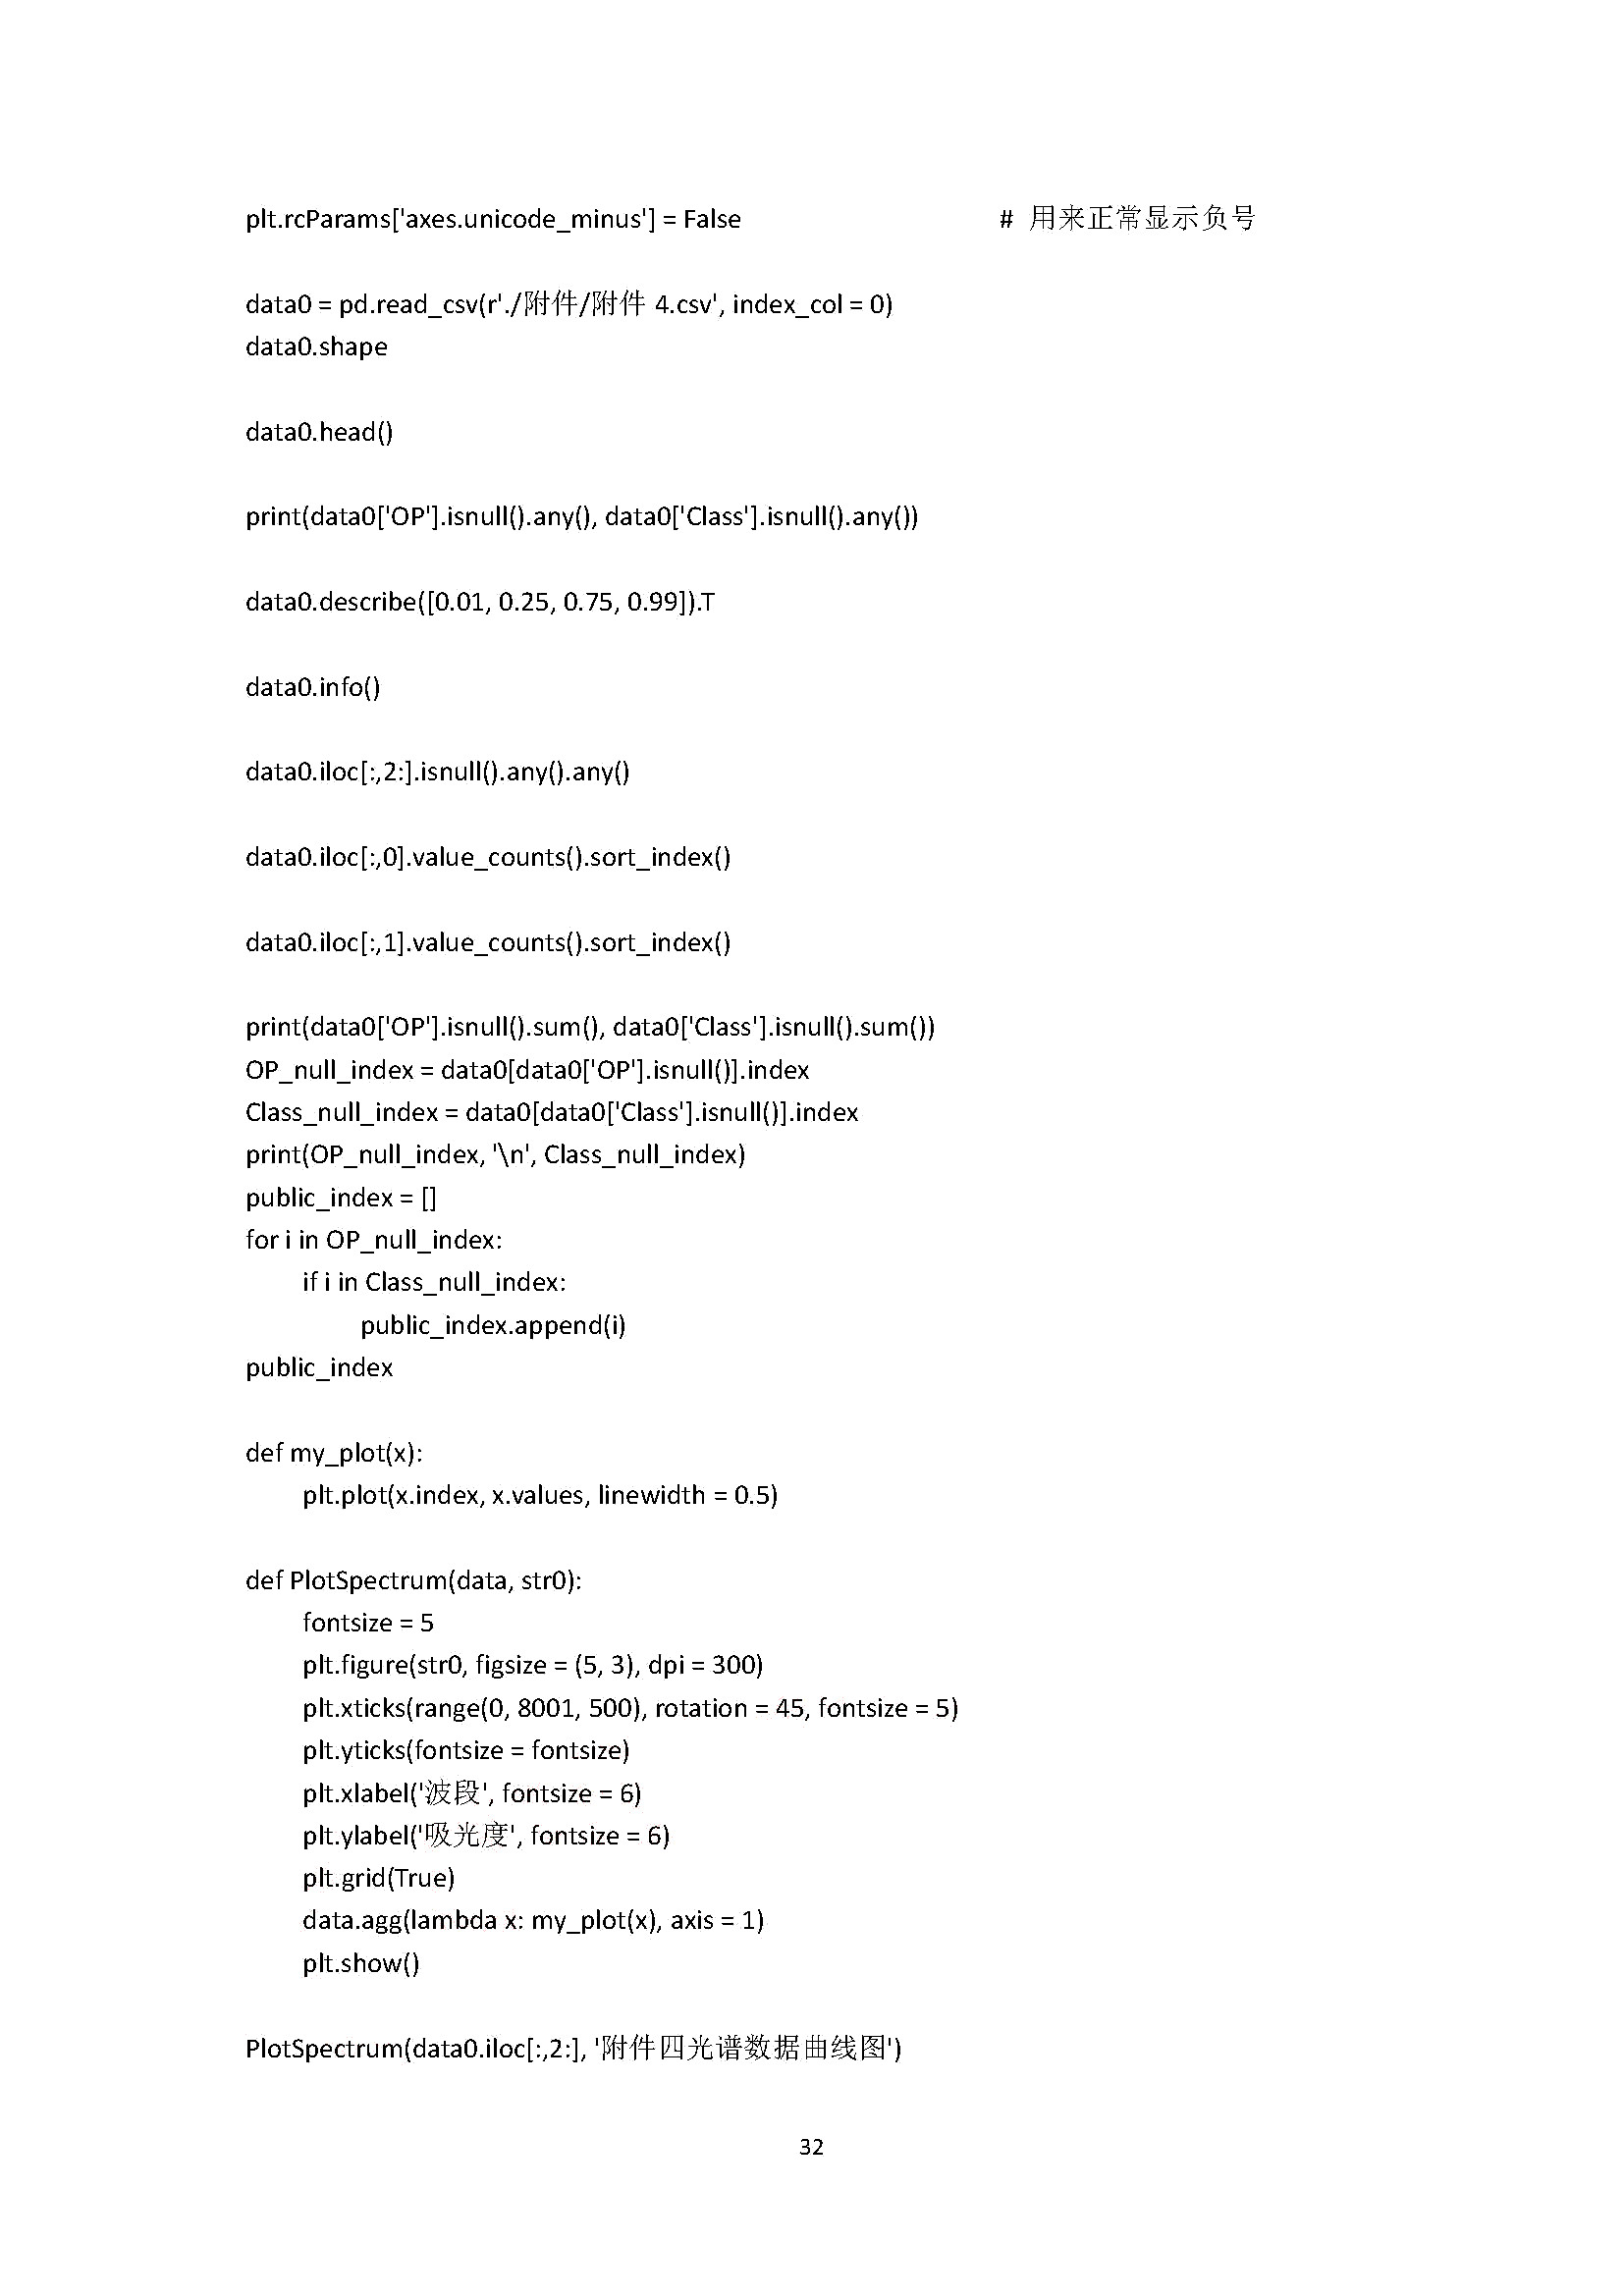 plt.rcParams['axes.unicode_minus'] = False # 用来正常显示负号
data0 = pd.read_csv(r'./附件/附件 4.csv', index_col = 0)
data0.shape
data0.head()
print(data0['OP'].isnull().any(), data0['Class'].isnull().any())
data0.describe([0.01, 0.25, 0.75, 0.99]).T
data0.info()
data0.iloc[:,2:].isnull().any().any()
data0.iloc[:,0].value_counts().sort_index()
data0.iloc[:,1].value_counts().sort_index()
print(data0['OP'].isnull().sum(), data0['Class'].isnull().sum())
OP_null_index = data0[data0['OP'].isnull()].index
Class_null_index = data0[data0['Class'].isnull()].index
print(OP_null_index, '\n', Class_null_index)
public_index = []
for i in OP_null_index:
    if i in Class_null_index:
        public_index.append(i)
public_index
def my_plot(x):
    plt.plot(x.index, x.values, linewidth = 0.5)
def PlotSpectrum(data, str0):
    fontsize = 5
    plt.figure(str0, figsize = (5, 3), dpi = 300)
    plt.xticks(range(0, 8001, 500), rotation = 45, fontsize = 5)
    plt.yticks(fontsize = fontsize)
    plt.xlabel('波段', fontsize = 6)
    plt.ylabel('吸光度', fontsize = 6)
    plt.grid(True)
    data.agg(lambda x: my_plot(x), axis = 1)
    plt.show()
PlotSpectrum(data0.iloc[:,2:], '附件四光谱数据曲线图')
32